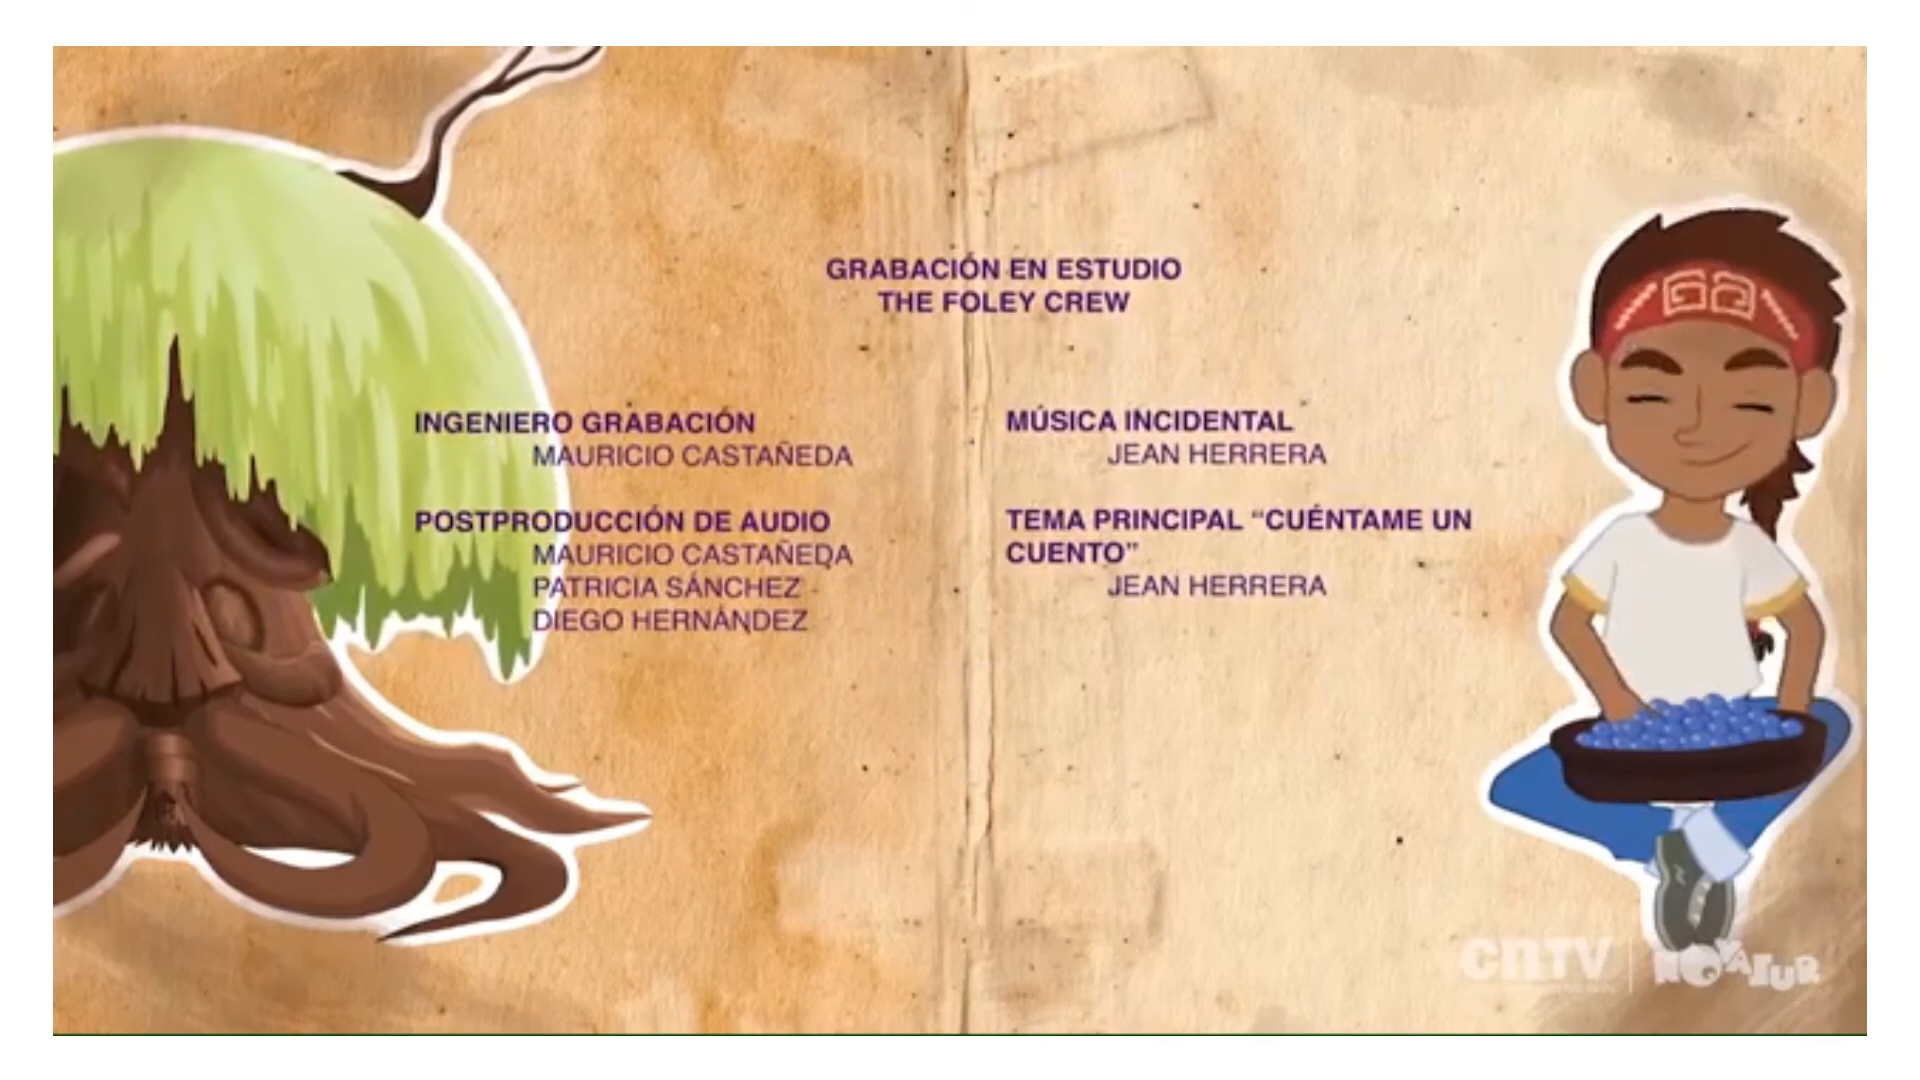 GRABACIÓN EN ESTUDIO
THE FOLEY CREW
INGENIERO GRABACIÓN
MAURICIO CASTAÑEDA
POSTPRODUCCIÓN DE AUDIO
MAURICIO CASTAÑEDA
PATRICIA SÁNCHEZ
DIEGO HERNÁNDEZ
MÚSICA INCIDENTAL
JEAN HERRERA
TEMA PRINCIPAL “CUÉNTAME UN
CUENTO”
JEAN HERRERA
CNTV | NOVASUR